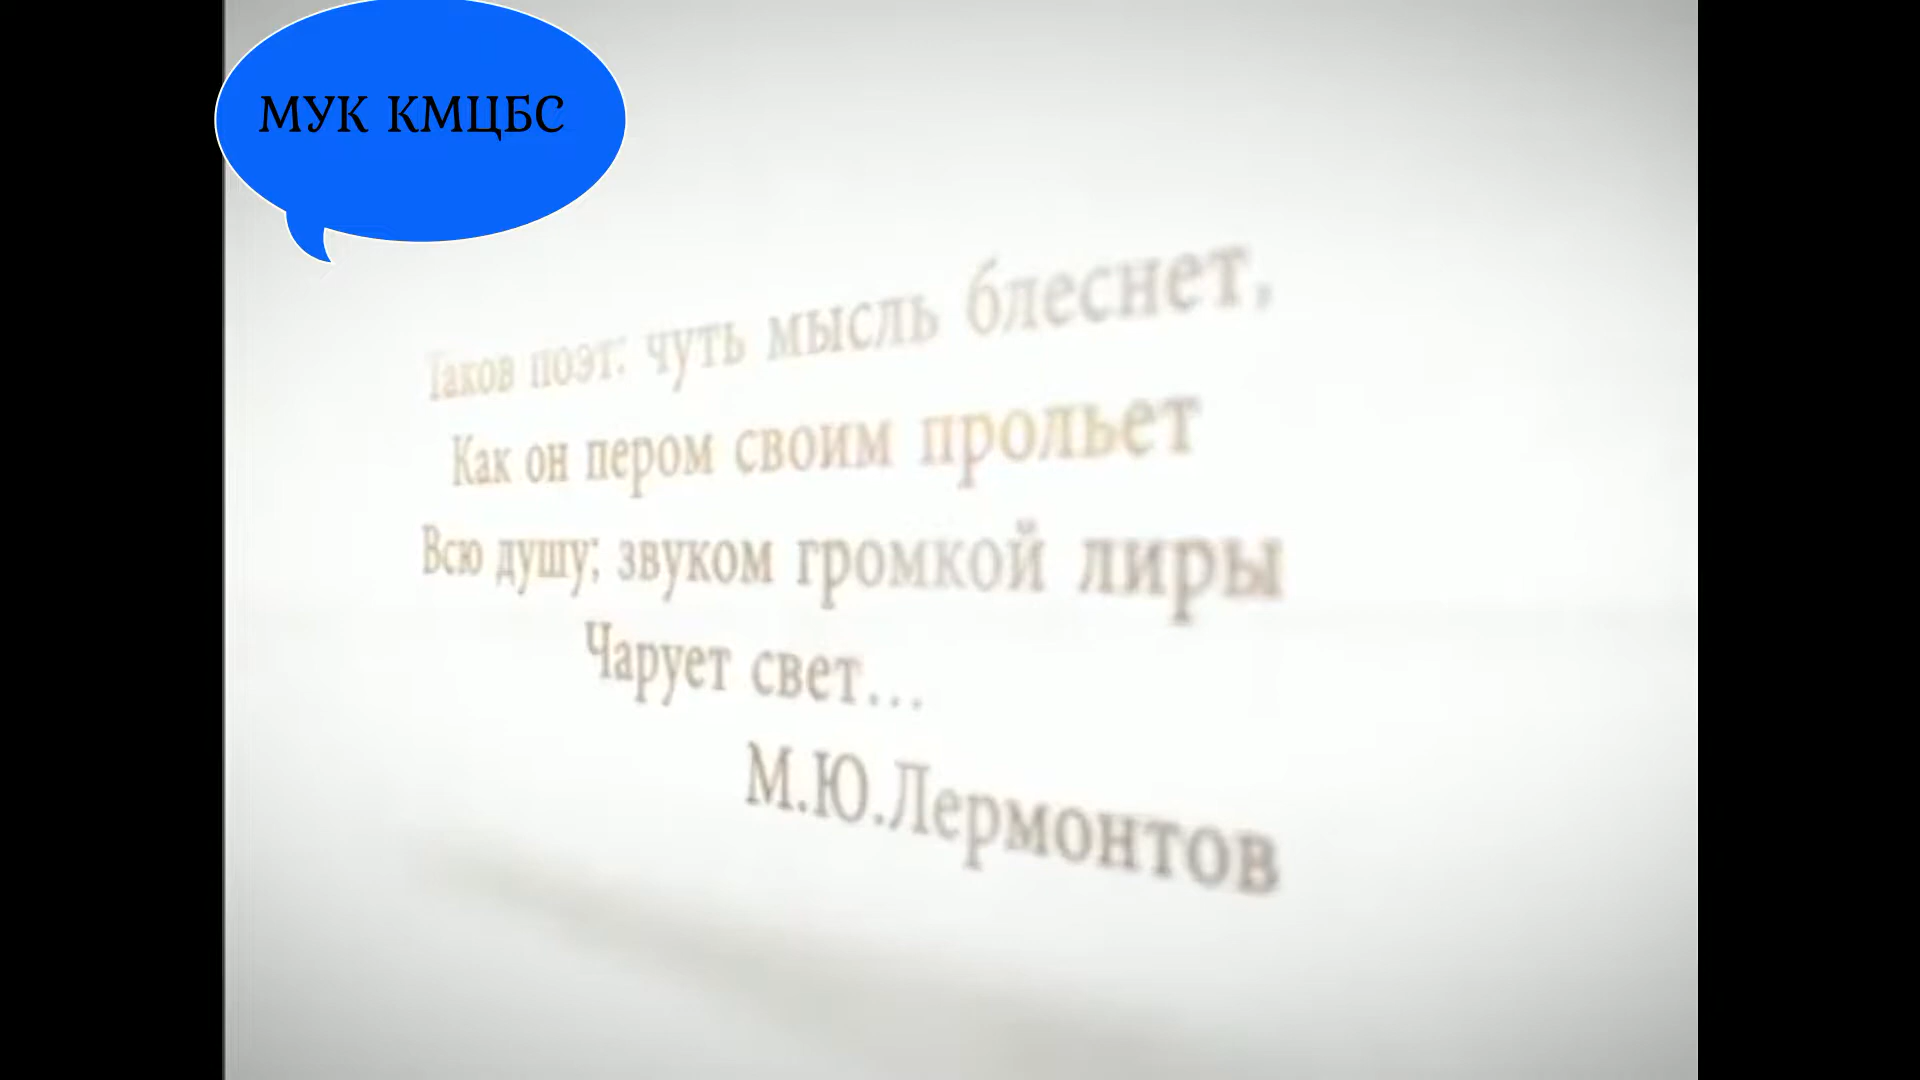 МУК КМЦБС
Таков поэт: чуть мысль блеснет,
Как он пером своим прольет
Всю душу; звуком громкой лиры
Чарует свет...
М.Ю.Лермонтов